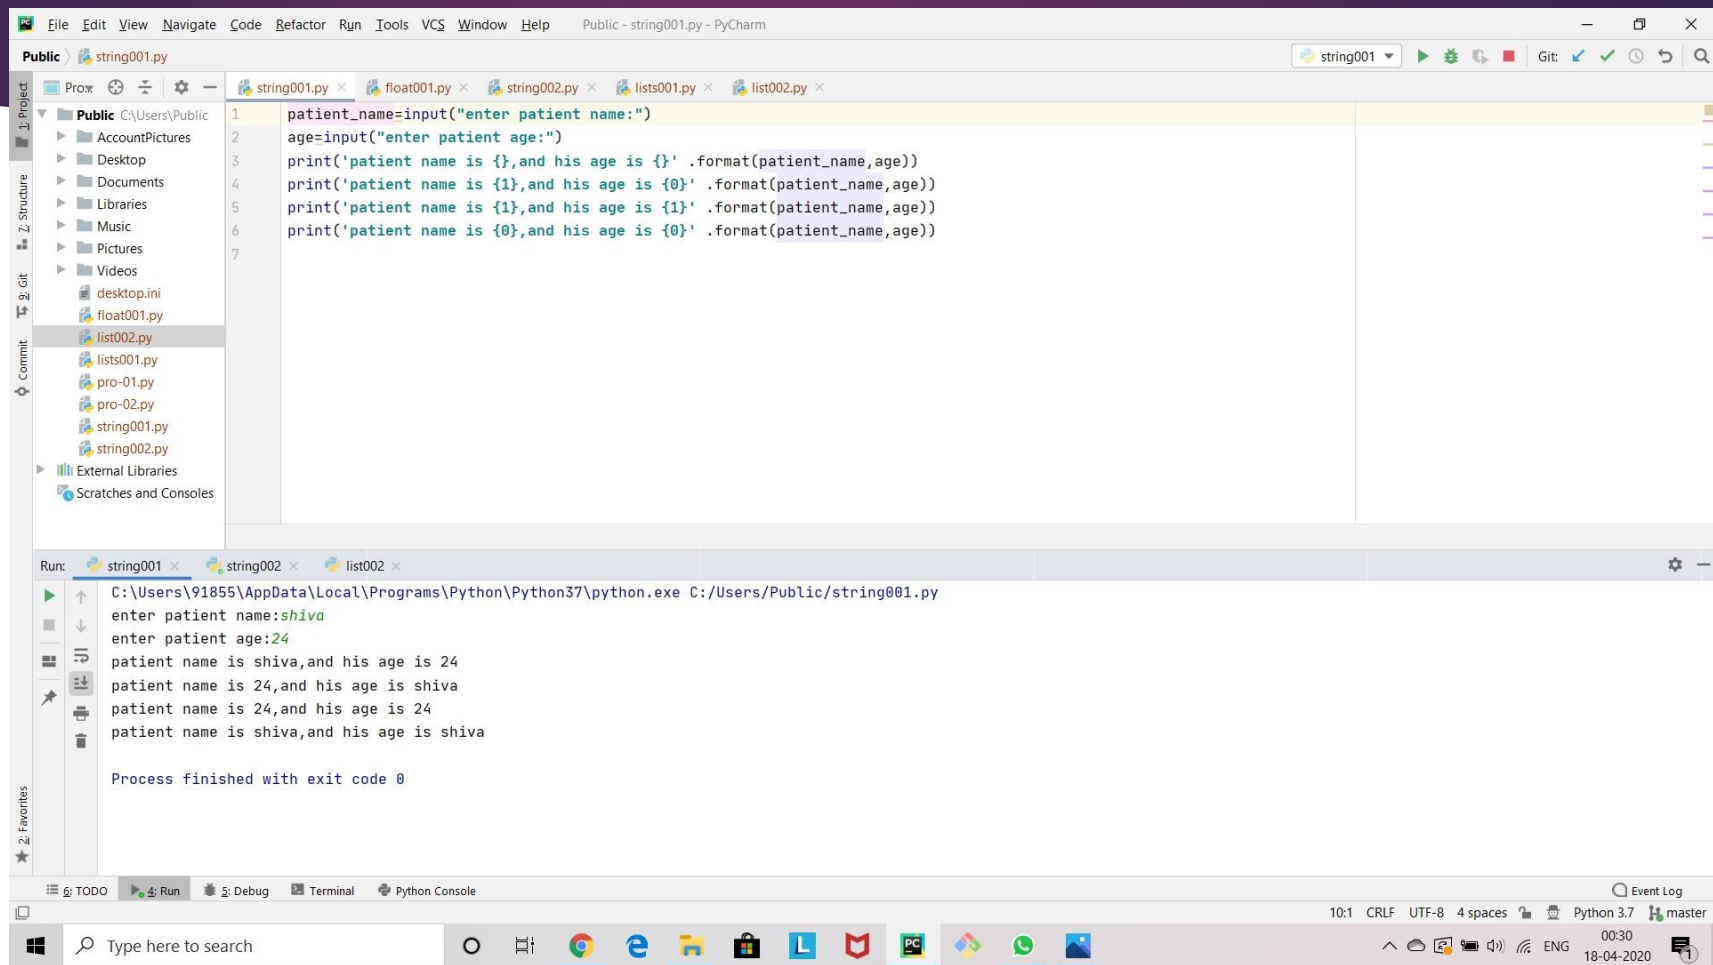 File Edit View Navigate Code Refactor Run Tools VCS Window Help Public - string001.py - PyCharm
Public string001.py string001 Git:
string001.py float001.py string002.py lists001.py list002.py
1: Project
Z: Structure
9: Git
Commit
2: Favorites
Public C:\Users\Public
AccountPictures
Desktop
Documents
Libraries
Music
Pictures
Videos
desktop.ini
float001.py
list002.py
lists001.py
pro-01.py
pro-02.py
string001.py
string002.py
External Libraries
Scratches and Consoles
1 patient_name=input("enter patient name:")
2 age=input("enter patient age:")
3 print('patient name is {},and his age is {}' .format(patient_name,age))
4 print('patient name is {1},and his age is {0}' .format(patient_name,age))
5 print('patient name is {1},and his age is {1}' .format(patient_name,age))
6 print('patient name is {0},and his age is {0}' .format(patient_name,age))
7
Run: string001 string002 list002
C:\Users\91855\AppData\Local\Programs\Python\Python37\python.exe C:/Users/Public/string001.py
enter patient name:shiva
enter patient age:24
patient name is shiva,and his age is 24
patient name is 24,and his age is shiva
patient name is 24,and his age is 24
patient name is shiva,and his age is shiva
Process finished with exit code 0
6: TODO 4: Run 5: Debug Terminal Python Console Event Log
10:1 CRLF UTF-8 4 spaces Python 3.7 master
Type here to search ENG 00:30
18-04-2020